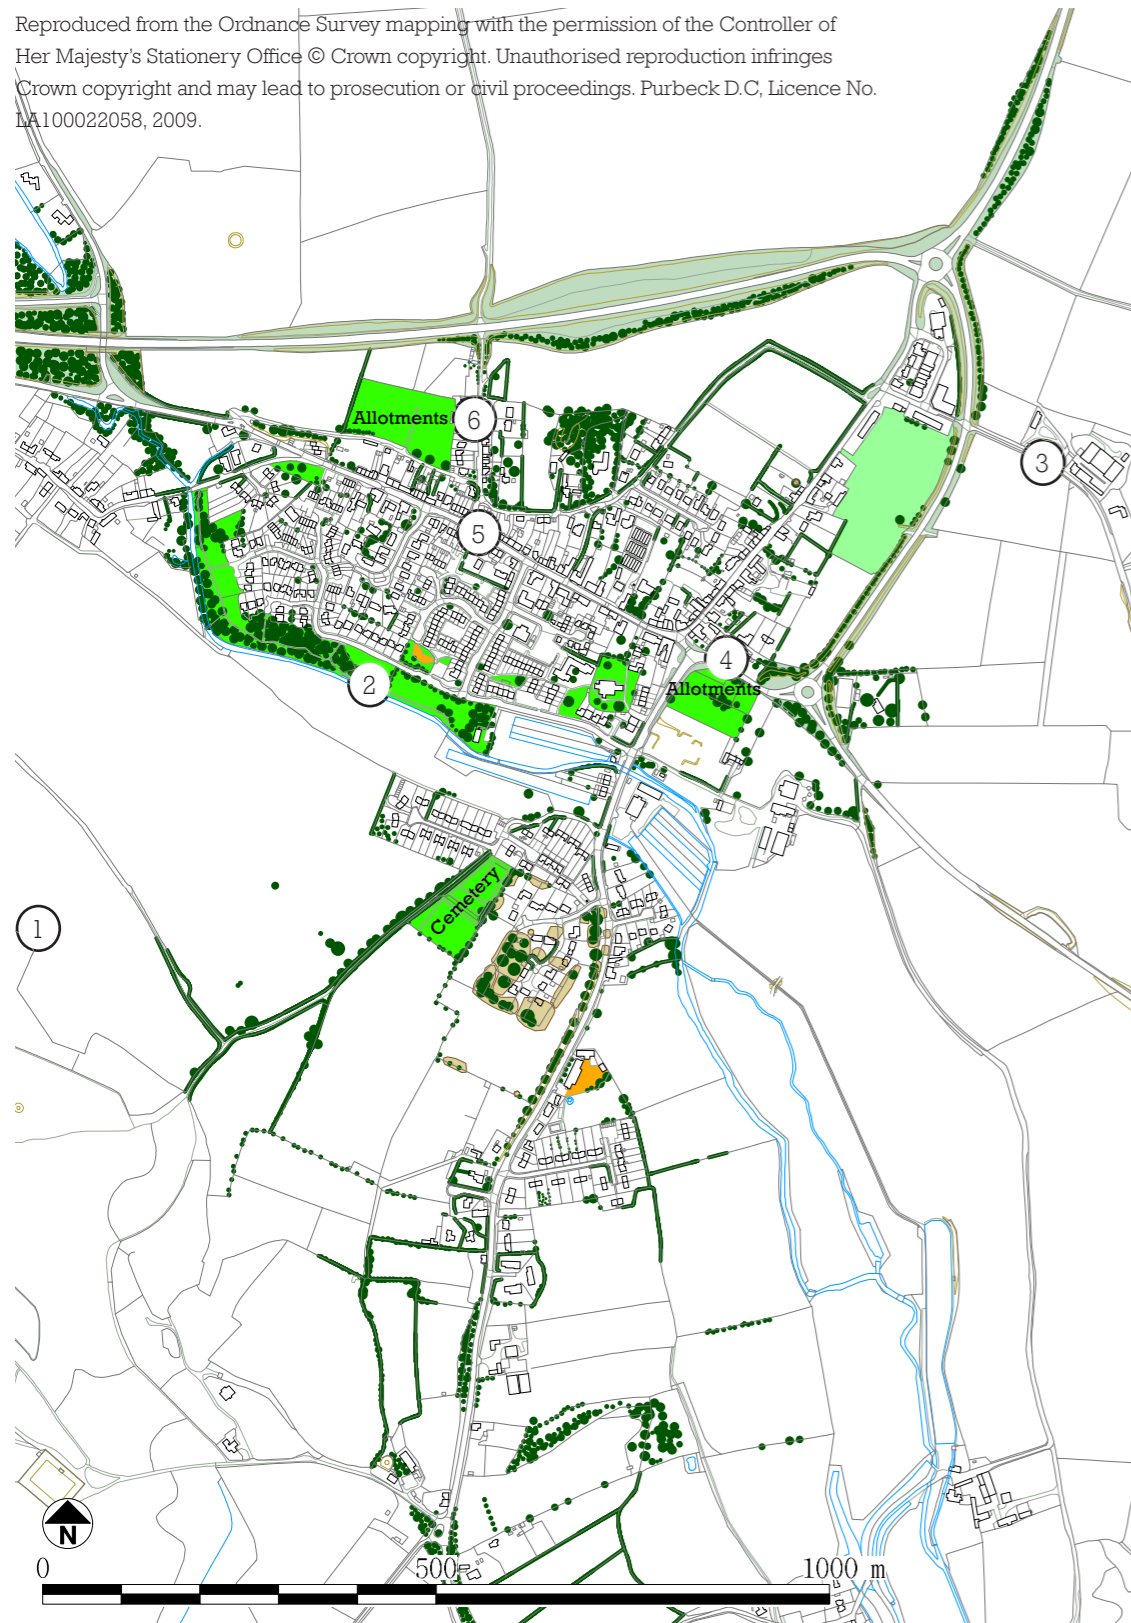 Reproduced from the Ordnance Survey mapping with the permission of the Controller of
Her Majesty's Stationery Office © Crown copyright. Unauthorised reproduction infringes
Crown copyright and may lead to prosecution or civil proceedings. Purbeck D.C, Licence No.
LA100022058, 2009.
Allotments
6
3
5
4
Allotments
2
Cemetery
1
N
0 500 1000 m